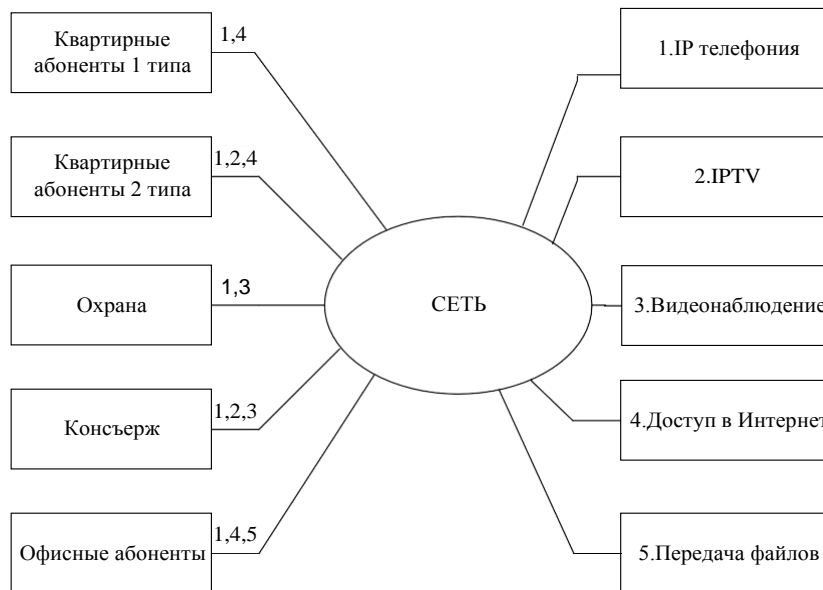 Квартирные
абоненты 1 типа
1,4
1.IP телефония
Квартирные
абоненты 2 типа
1,2,4
2.IPTV
Охрана
1,3
СЕТЬ
3.Видеонаблюдение
Консъерж
1,2,3
4.Доступ в Интернет
Офисные абоненты
1,4,5
5.Передача файлов